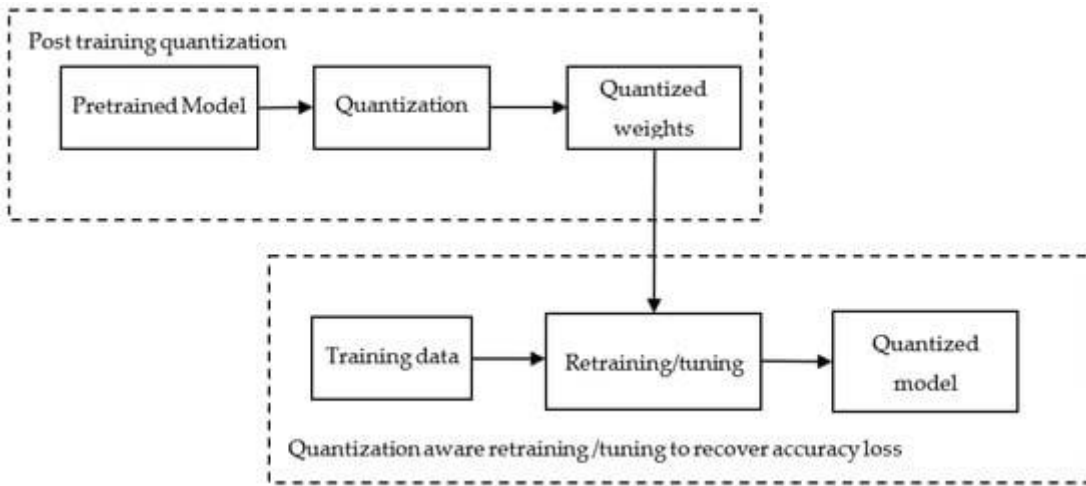 Post training quantization
Pretrained Model
Quantization
Quantized
weights
Training data
Retraining/tuning
Quantized
model
Quantization aware retraining /tuning to recover accuracy loss